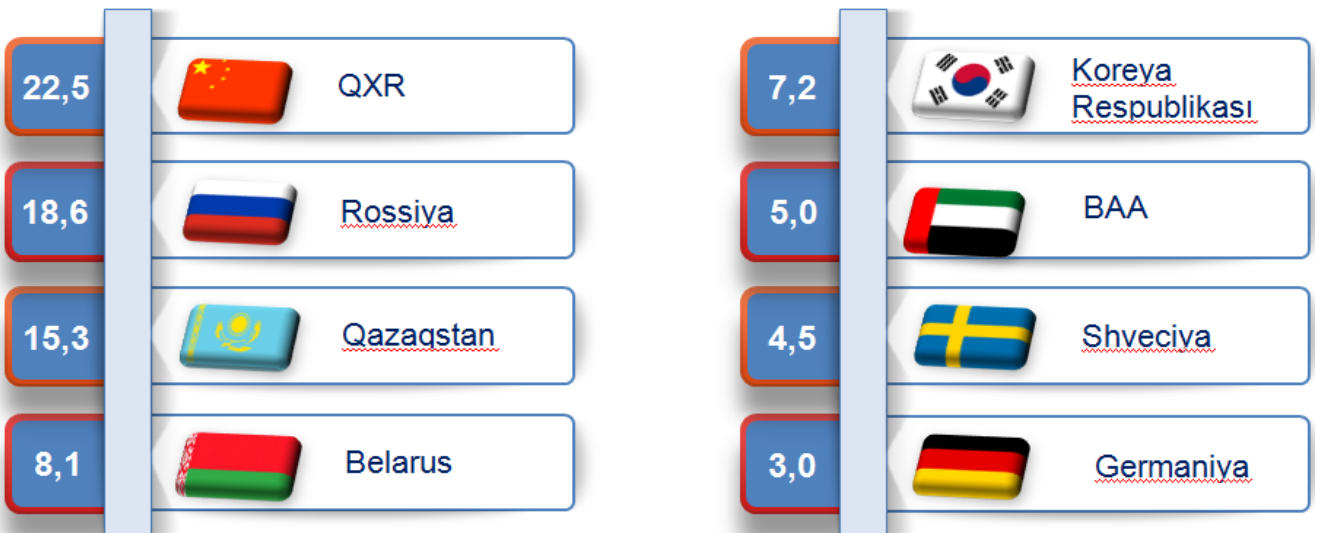 22,5
QXR
18,6
Rossiya
15,3
Qazaqstan
8,1
Belarus
7,2
Koreya
Respublikası
5,0
BAA
4,5
Shveciya
3,0
Germaniya